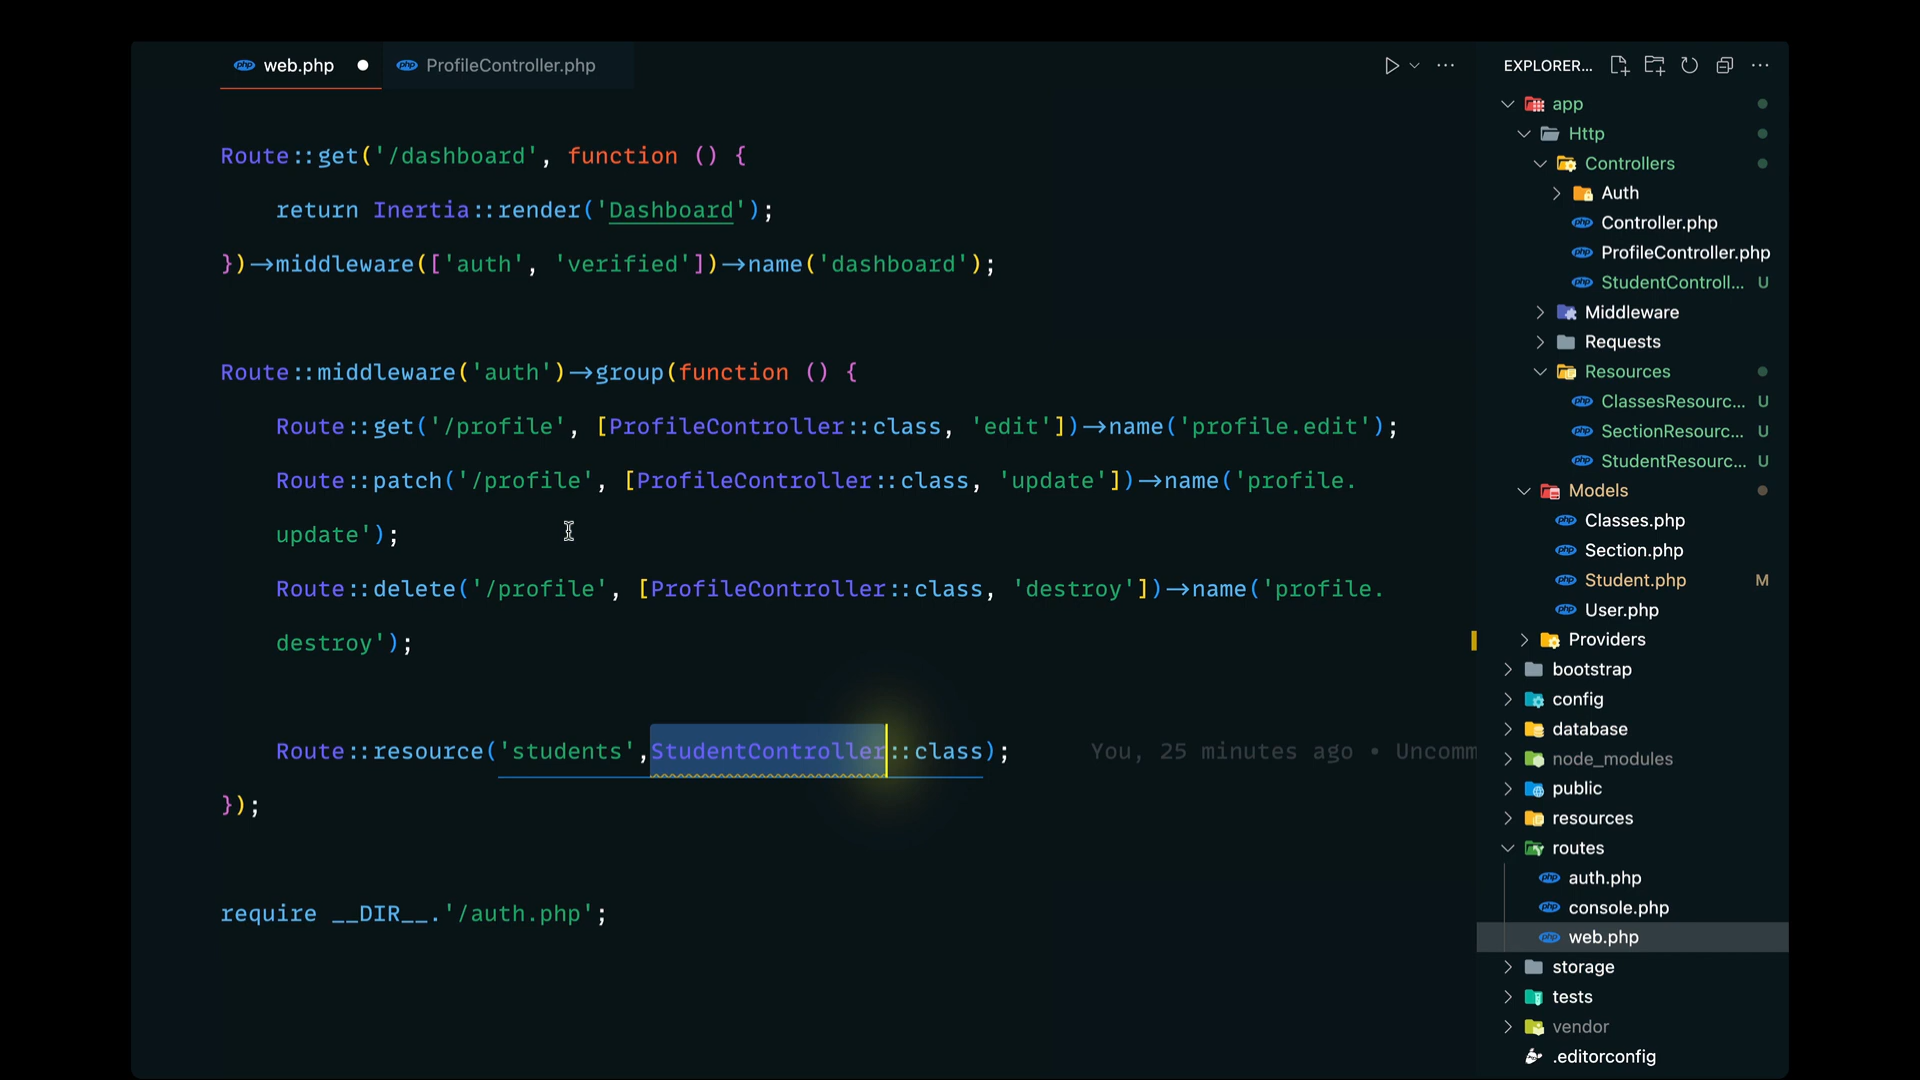 web.php
ProfileController.php
EXPLORER...
Route::get('/dashboard', function () {
return Inertia::render('Dashboard');
})->middleware(['auth', 'verified'])->name('dashboard');
Route::middleware('auth')->group(function () {
Route::get('/profile', [ProfileController::class, 'edit'])->name('profile.edit');
Route::patch('/profile', [ProfileController::class, 'update'])->name('profile.
update');
Route::delete('/profile', [ProfileController::class, 'destroy'])->name('profile.
destroy');
Route::resource('students',StudentController::class);
You, 25 minutes ago • Uncomm
});
require __DIR__.'/auth.php';
app
Http
Controllers
Auth
Controller.php
ProfileController.php
StudentControll... U
Middleware
Requests
Resources
ClassesResourc... U
SectionResourc... U
StudentResourc... U
Models
Classes.php
Section.php
Student.php M
User.php
Providers
bootstrap
config
database
node_modules
public
resources
routes
auth.php
console.php
web.php
storage
tests
vendor
.editorconfig